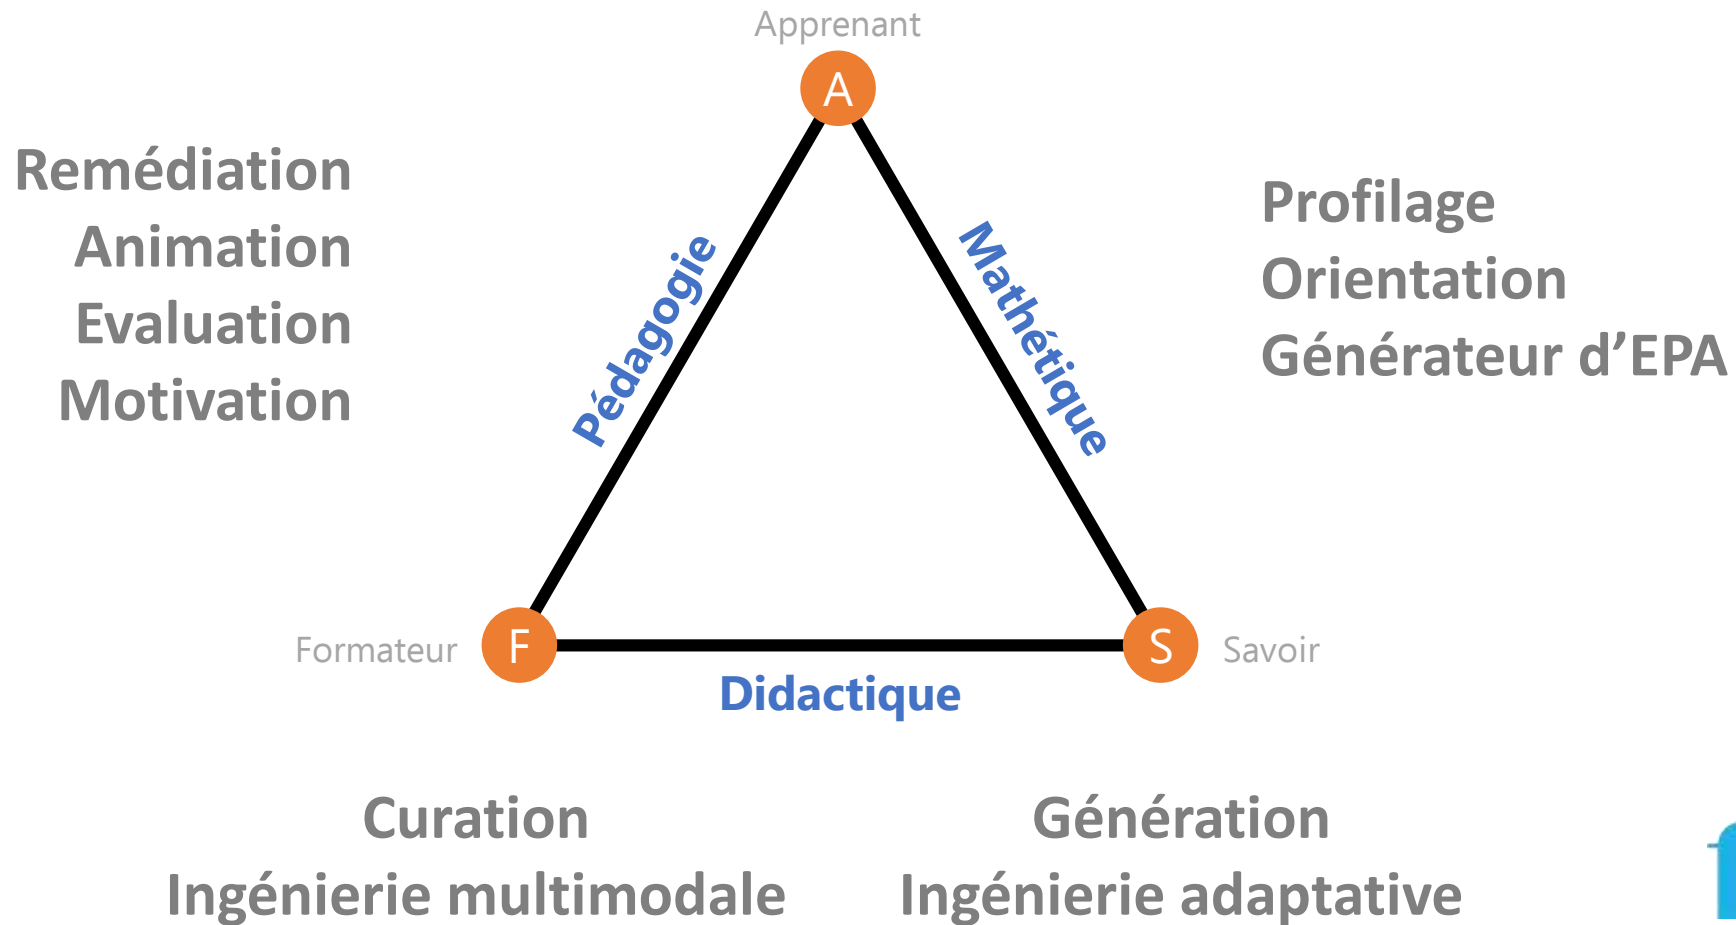 Apprenant
A
Remédiation
Animation
Evaluation
Motivation
Pédagogie
Mathétique
Profilage
Orientation
Générateur d’EPA
Formateur
F
S
Savoir
Didactique
Curation
Ingénierie multimodale
Génération
Ingénierie adaptative